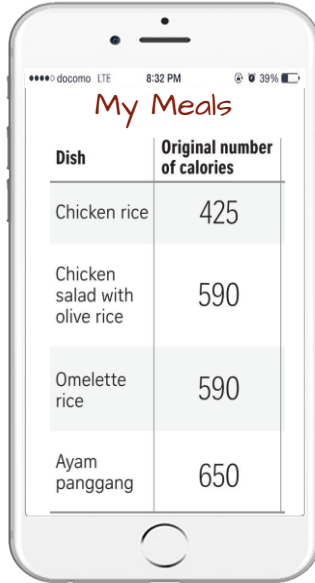 docomo LTE 8:32 PM 39%
My Meals
Dish Original number
of calories
Chicken rice 425
Chicken
salad with
olive rice
590
Omelette
rice
590
Ayam
panggang
650